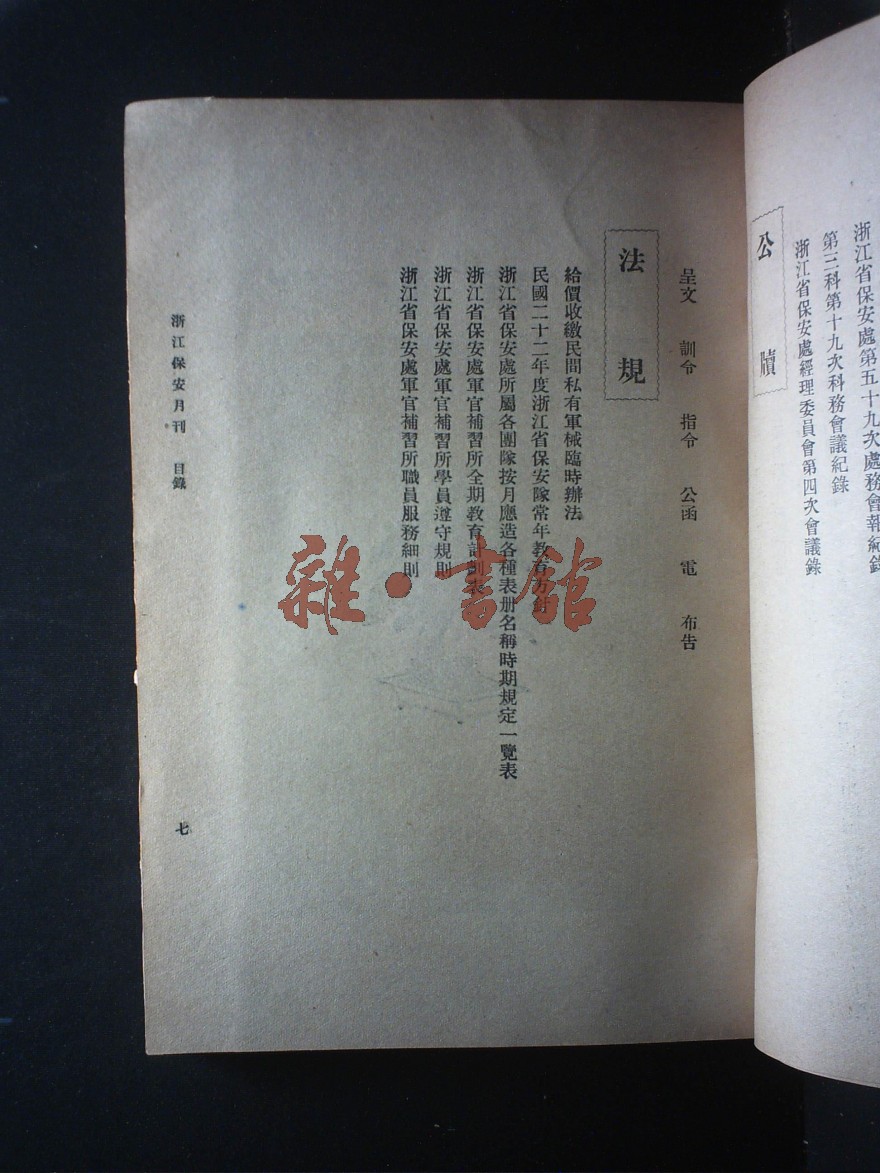 浙江省保安處第五十九次處務會報紀錄
第三科第十九次科務會議紀錄
浙江省保安處經理委員會第四次會議錄
公牘
呈文 訓令 指令 公函 電 布告
法規
給價收繳民間私有軍械臨時辦法
民國二十二年度浙江省保安隊常年教育方針
浙江省保安處所屬各團隊按月應造各種表册名稱時期規定一覽表
浙江省保安處軍官補習所全期教育計劃表
浙江省保安處軍官補習所學員遵守規則
浙江省保安處軍官補習所職員服務細則
浙江保安月刊 目錄
七
雜·書館